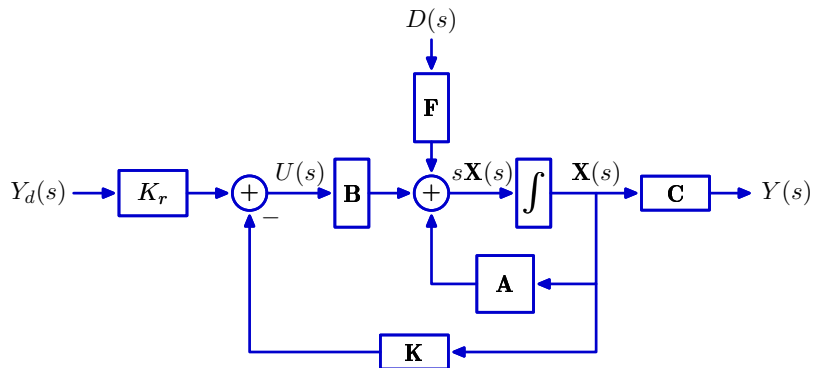 D(s)
F
Y_d(s) K_r + U(s) B + sX(s) ∫ X(s) C Y(s)
−
A
K